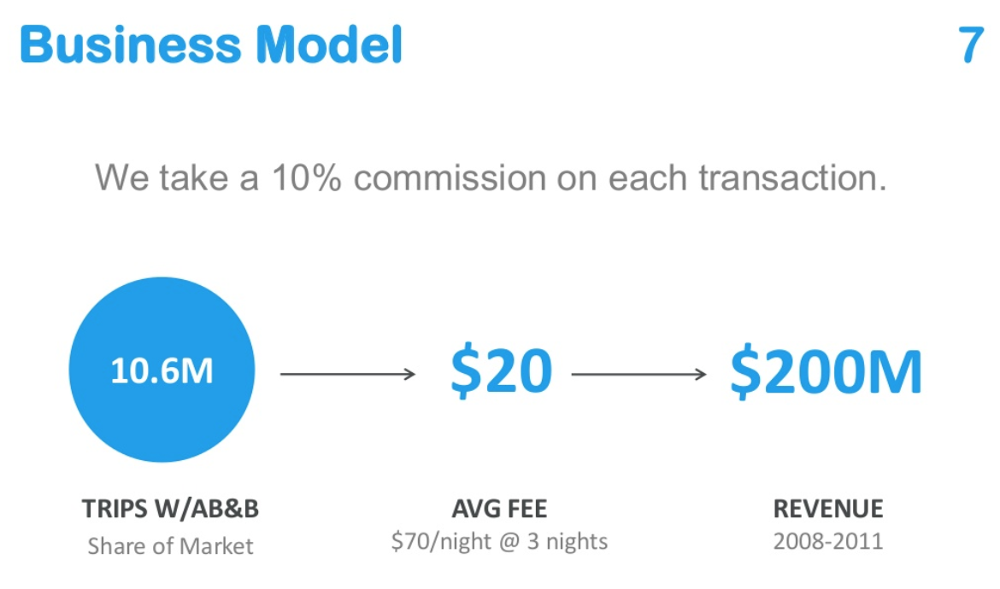 Business Model
7
We take a 10% commission on each transaction.
10.6M
$20
$200M
TRIPS W/AB&B
AVG FEE
REVENUE
Share of Market
$70/night @ 3 nights
2008-2011